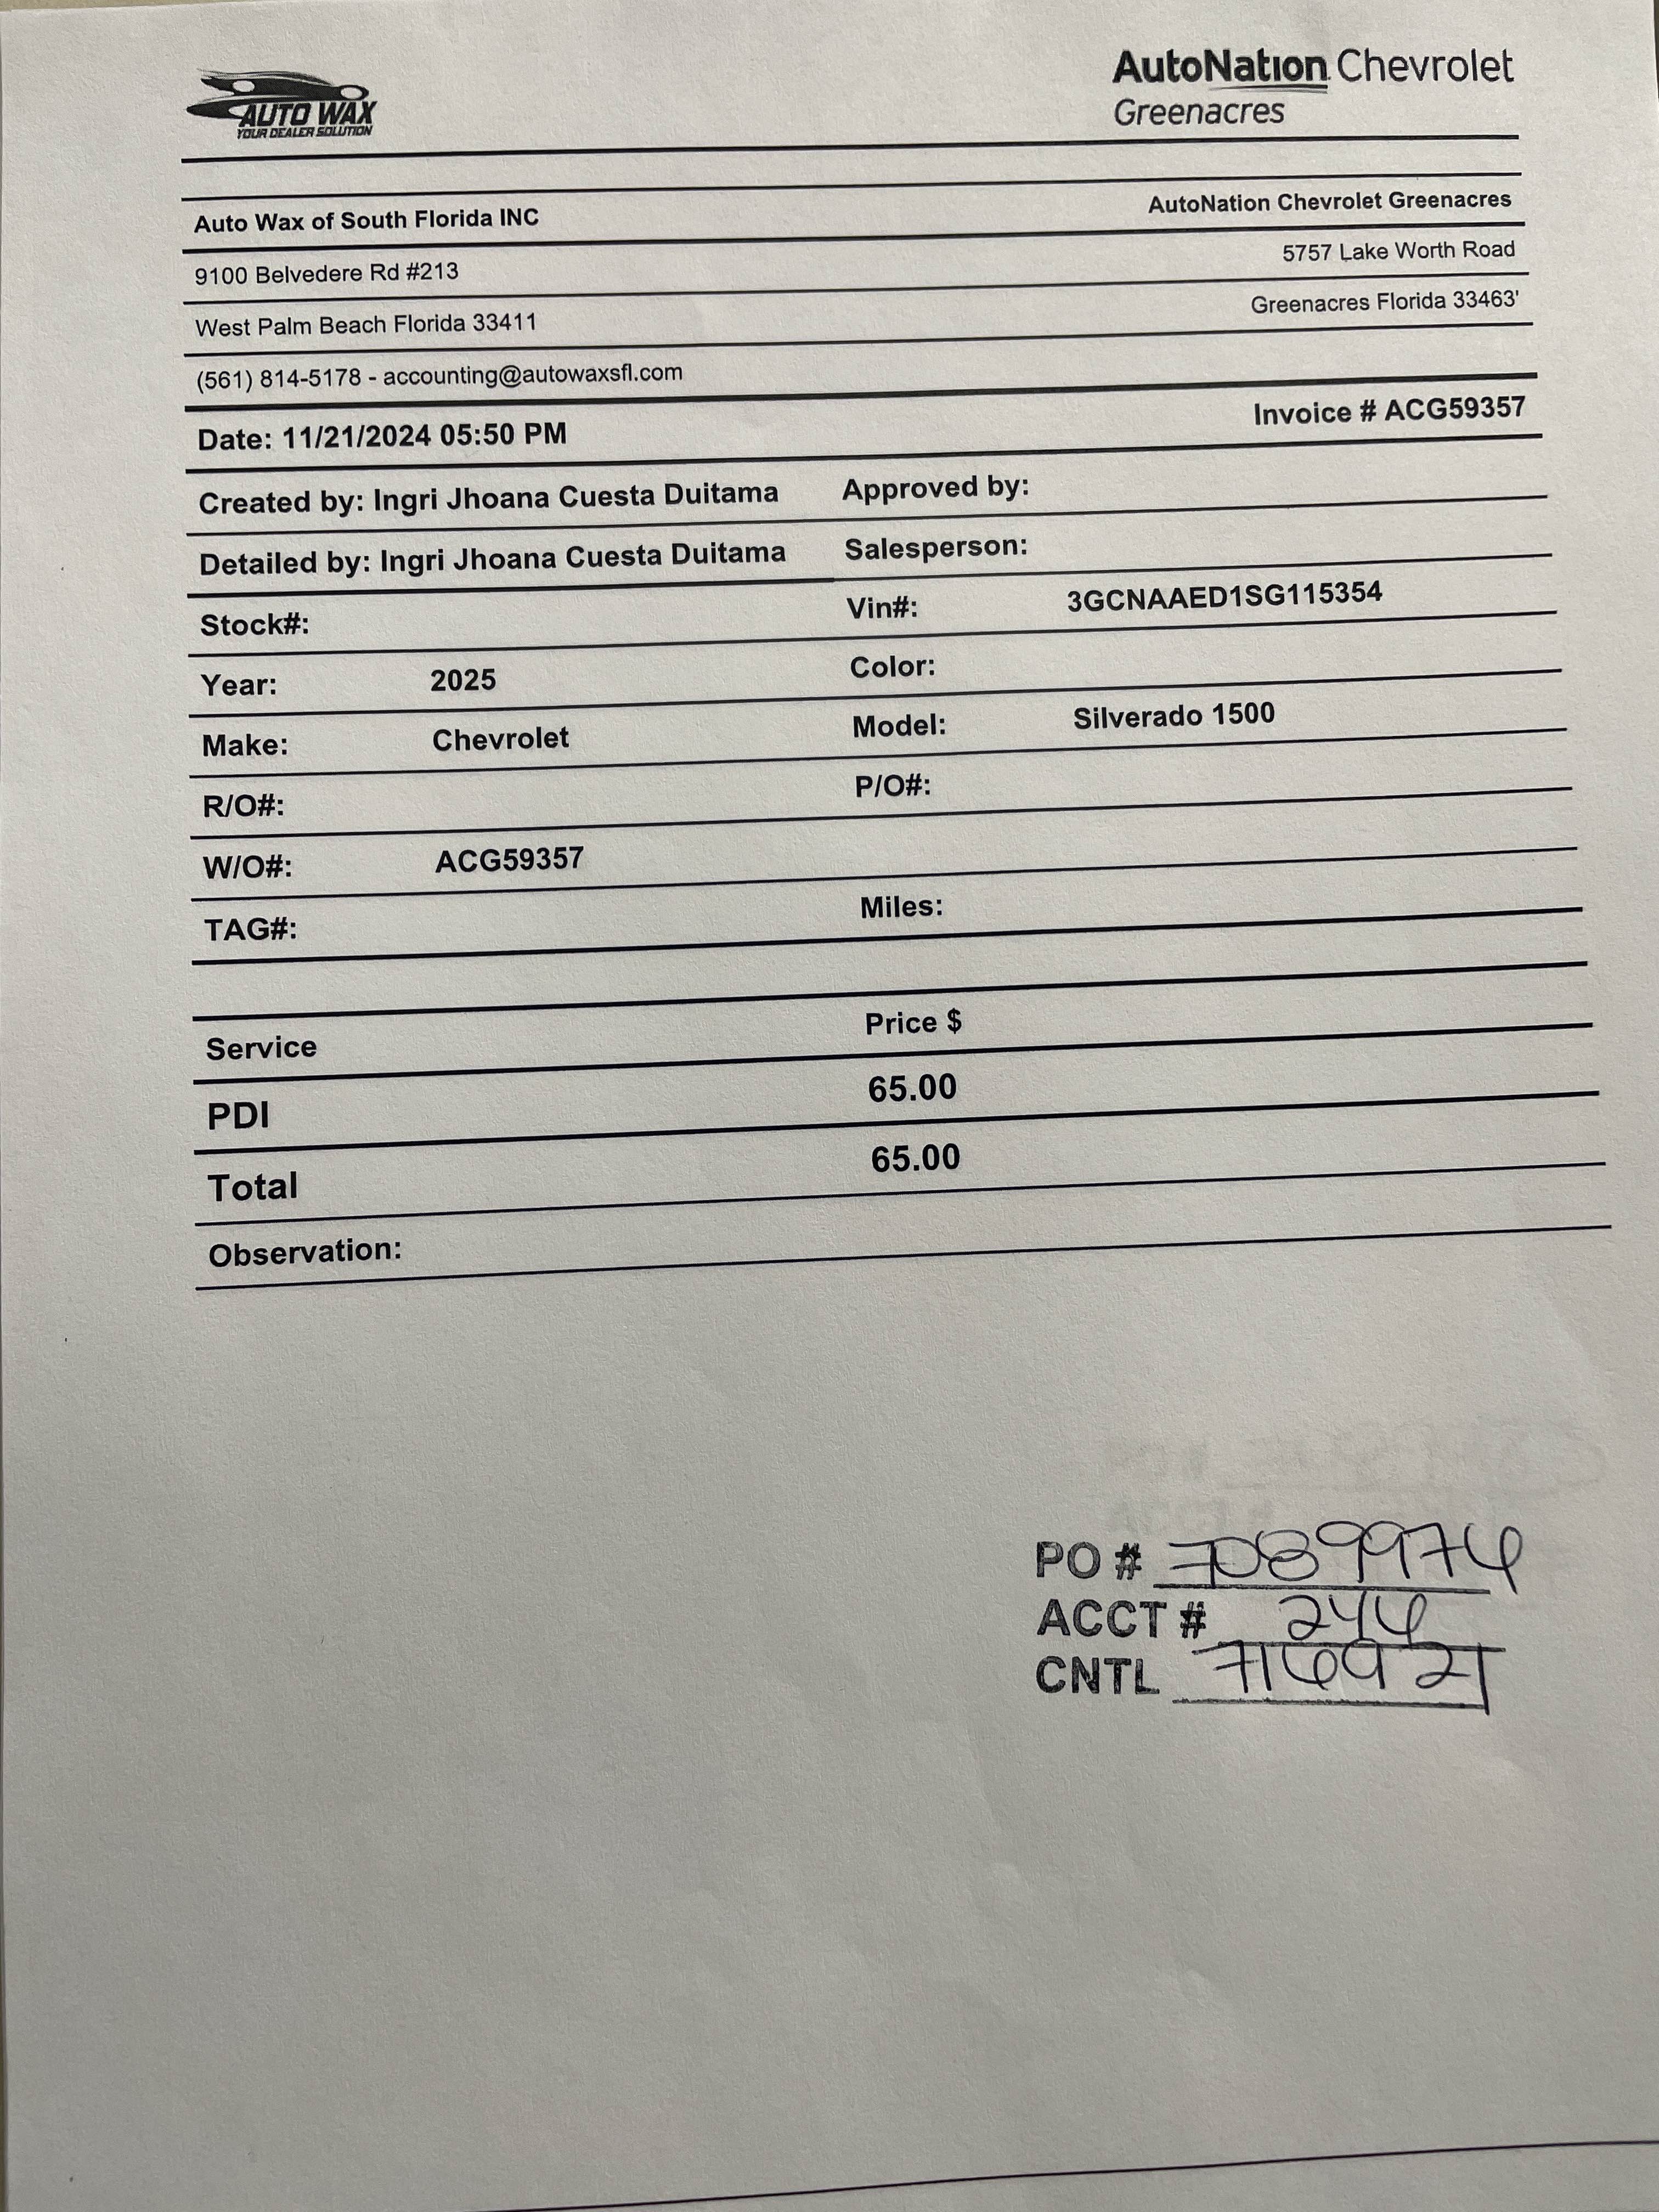 AUTO WAX
YOUR DEALER SOLUTION
AutoNation Chevrolet
Greenacres
Auto Wax of South Florida INC
AutoNation Chevrolet Greenacres
9100 Belvedere Rd #213
5757 Lake Worth Road
West Palm Beach Florida 33411
Greenacres Florida 33463'
(561) 814-5178 - accounting@autowaxsfl.com
Date: 11/21/2024 05:50 PM
Invoice # ACG59357
Created by: Ingri Jhoana Cuesta Duitama Approved by:
Detailed by: Ingri Jhoana Cuesta Duitama Salesperson:
Stock#: Vin#: 3GCNAAED1SG115354
Year: 2025 Color:
Make: Chevrolet Model: Silverado 1500
R/O#: P/O#:
W/O#: ACG59357
TAG#: Miles:
Service Price $
PDI 65.00
Total 65.00
Observation:
PO # 7089974
ACCT # 244
CNTL 716921